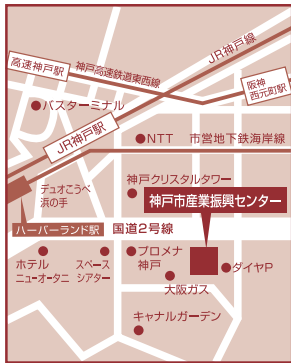 JR神戸線
高速神戸駅
神戸高速鉄道東西線
阪神
西元町駅
バスターミナル
JR神戸駅
NTT
市営地下鉄海岸線
デュオこうべ
浜の手
神戸クリスタルタワー
神戸市産業振興センター
ハーバーランド駅
国道2号線
ホテル
ニューオータニ
スペース
シアター
プロメナ
神戸
ダイヤP
大阪ガス
キャナルガーデン